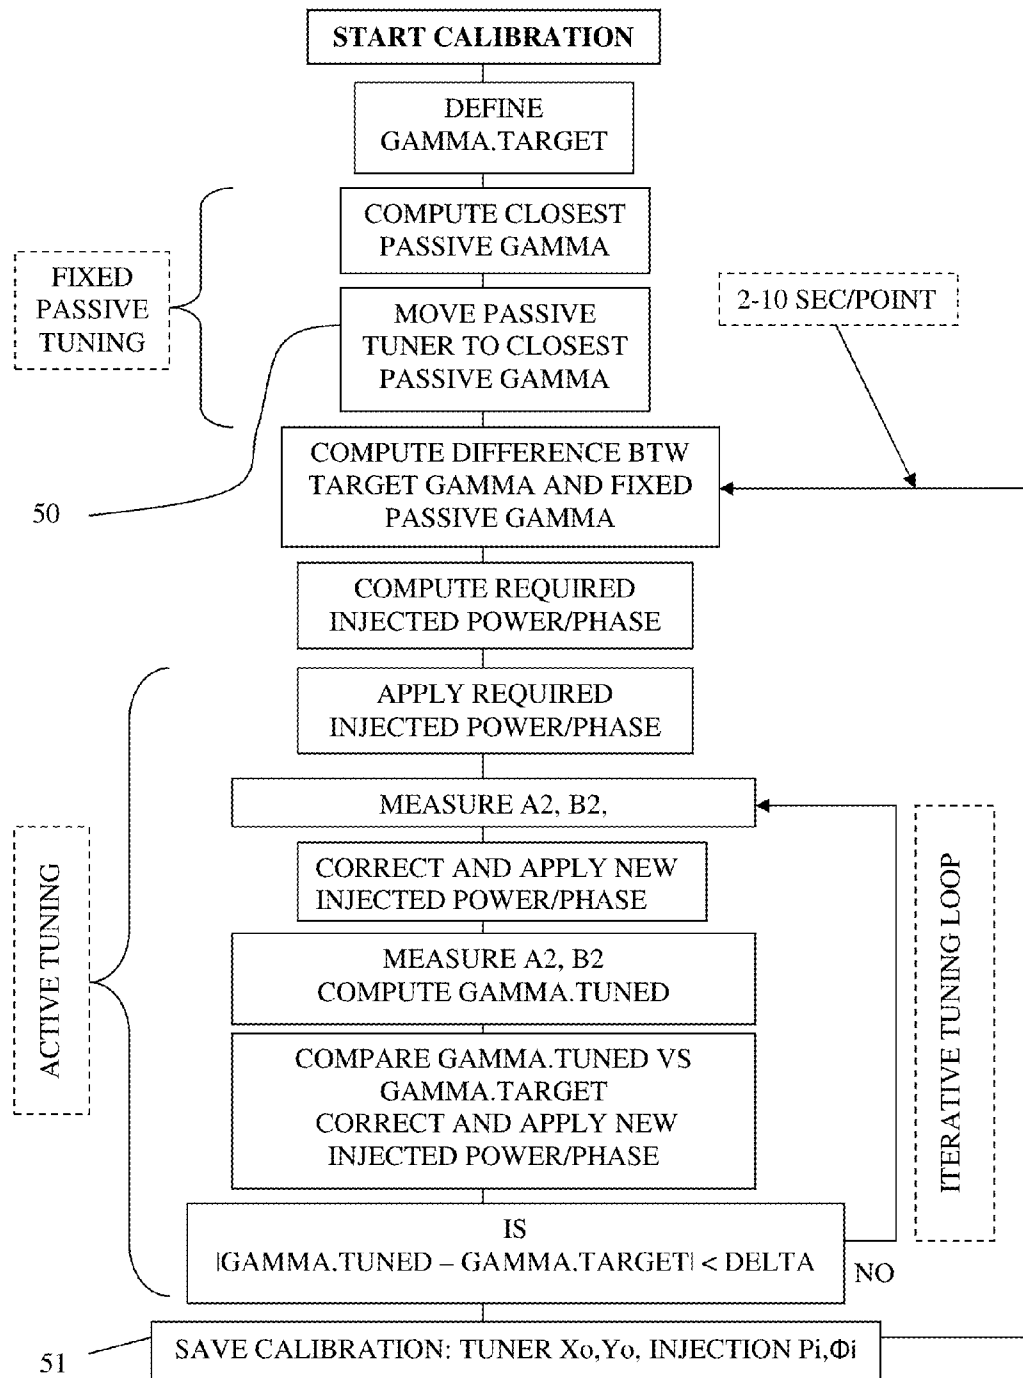 START CALIBRATION
DEFINE
GAMMA.TARGET
COMPUTE CLOSEST
PASSIVE GAMMA
FIXED
PASSIVE
TUNING
MOVE PASSIVE
TUNER TO CLOSEST
PASSIVE GAMMA
2-10 SEC/POINT
COMPUTE DIFFERENCE BTW
TARGET GAMMA AND FIXED
PASSIVE GAMMA
50
COMPUTE REQUIRED
INJECTED POWER/PHASE
APPLY REQUIRED
INJECTED POWER/PHASE
MEASURE A2, B2,
CORRECT AND APPLY NEW
INJECTED POWER/PHASE
MEASURE A2, B2
COMPUTE GAMMA.TUNED
COMPARE GAMMA.TUNED VS
GAMMA.TARGET
CORRECT AND APPLY NEW
INJECTED POWER/PHASE
ACTIVE TUNING
ITERATIVE TUNING LOOP
IS
|GAMMA.TUNED – GAMMA.TARGET| < DELTA
NO
SAVE CALIBRATION: TUNER Xo,Yo, INJECTION Pi,Φi
51